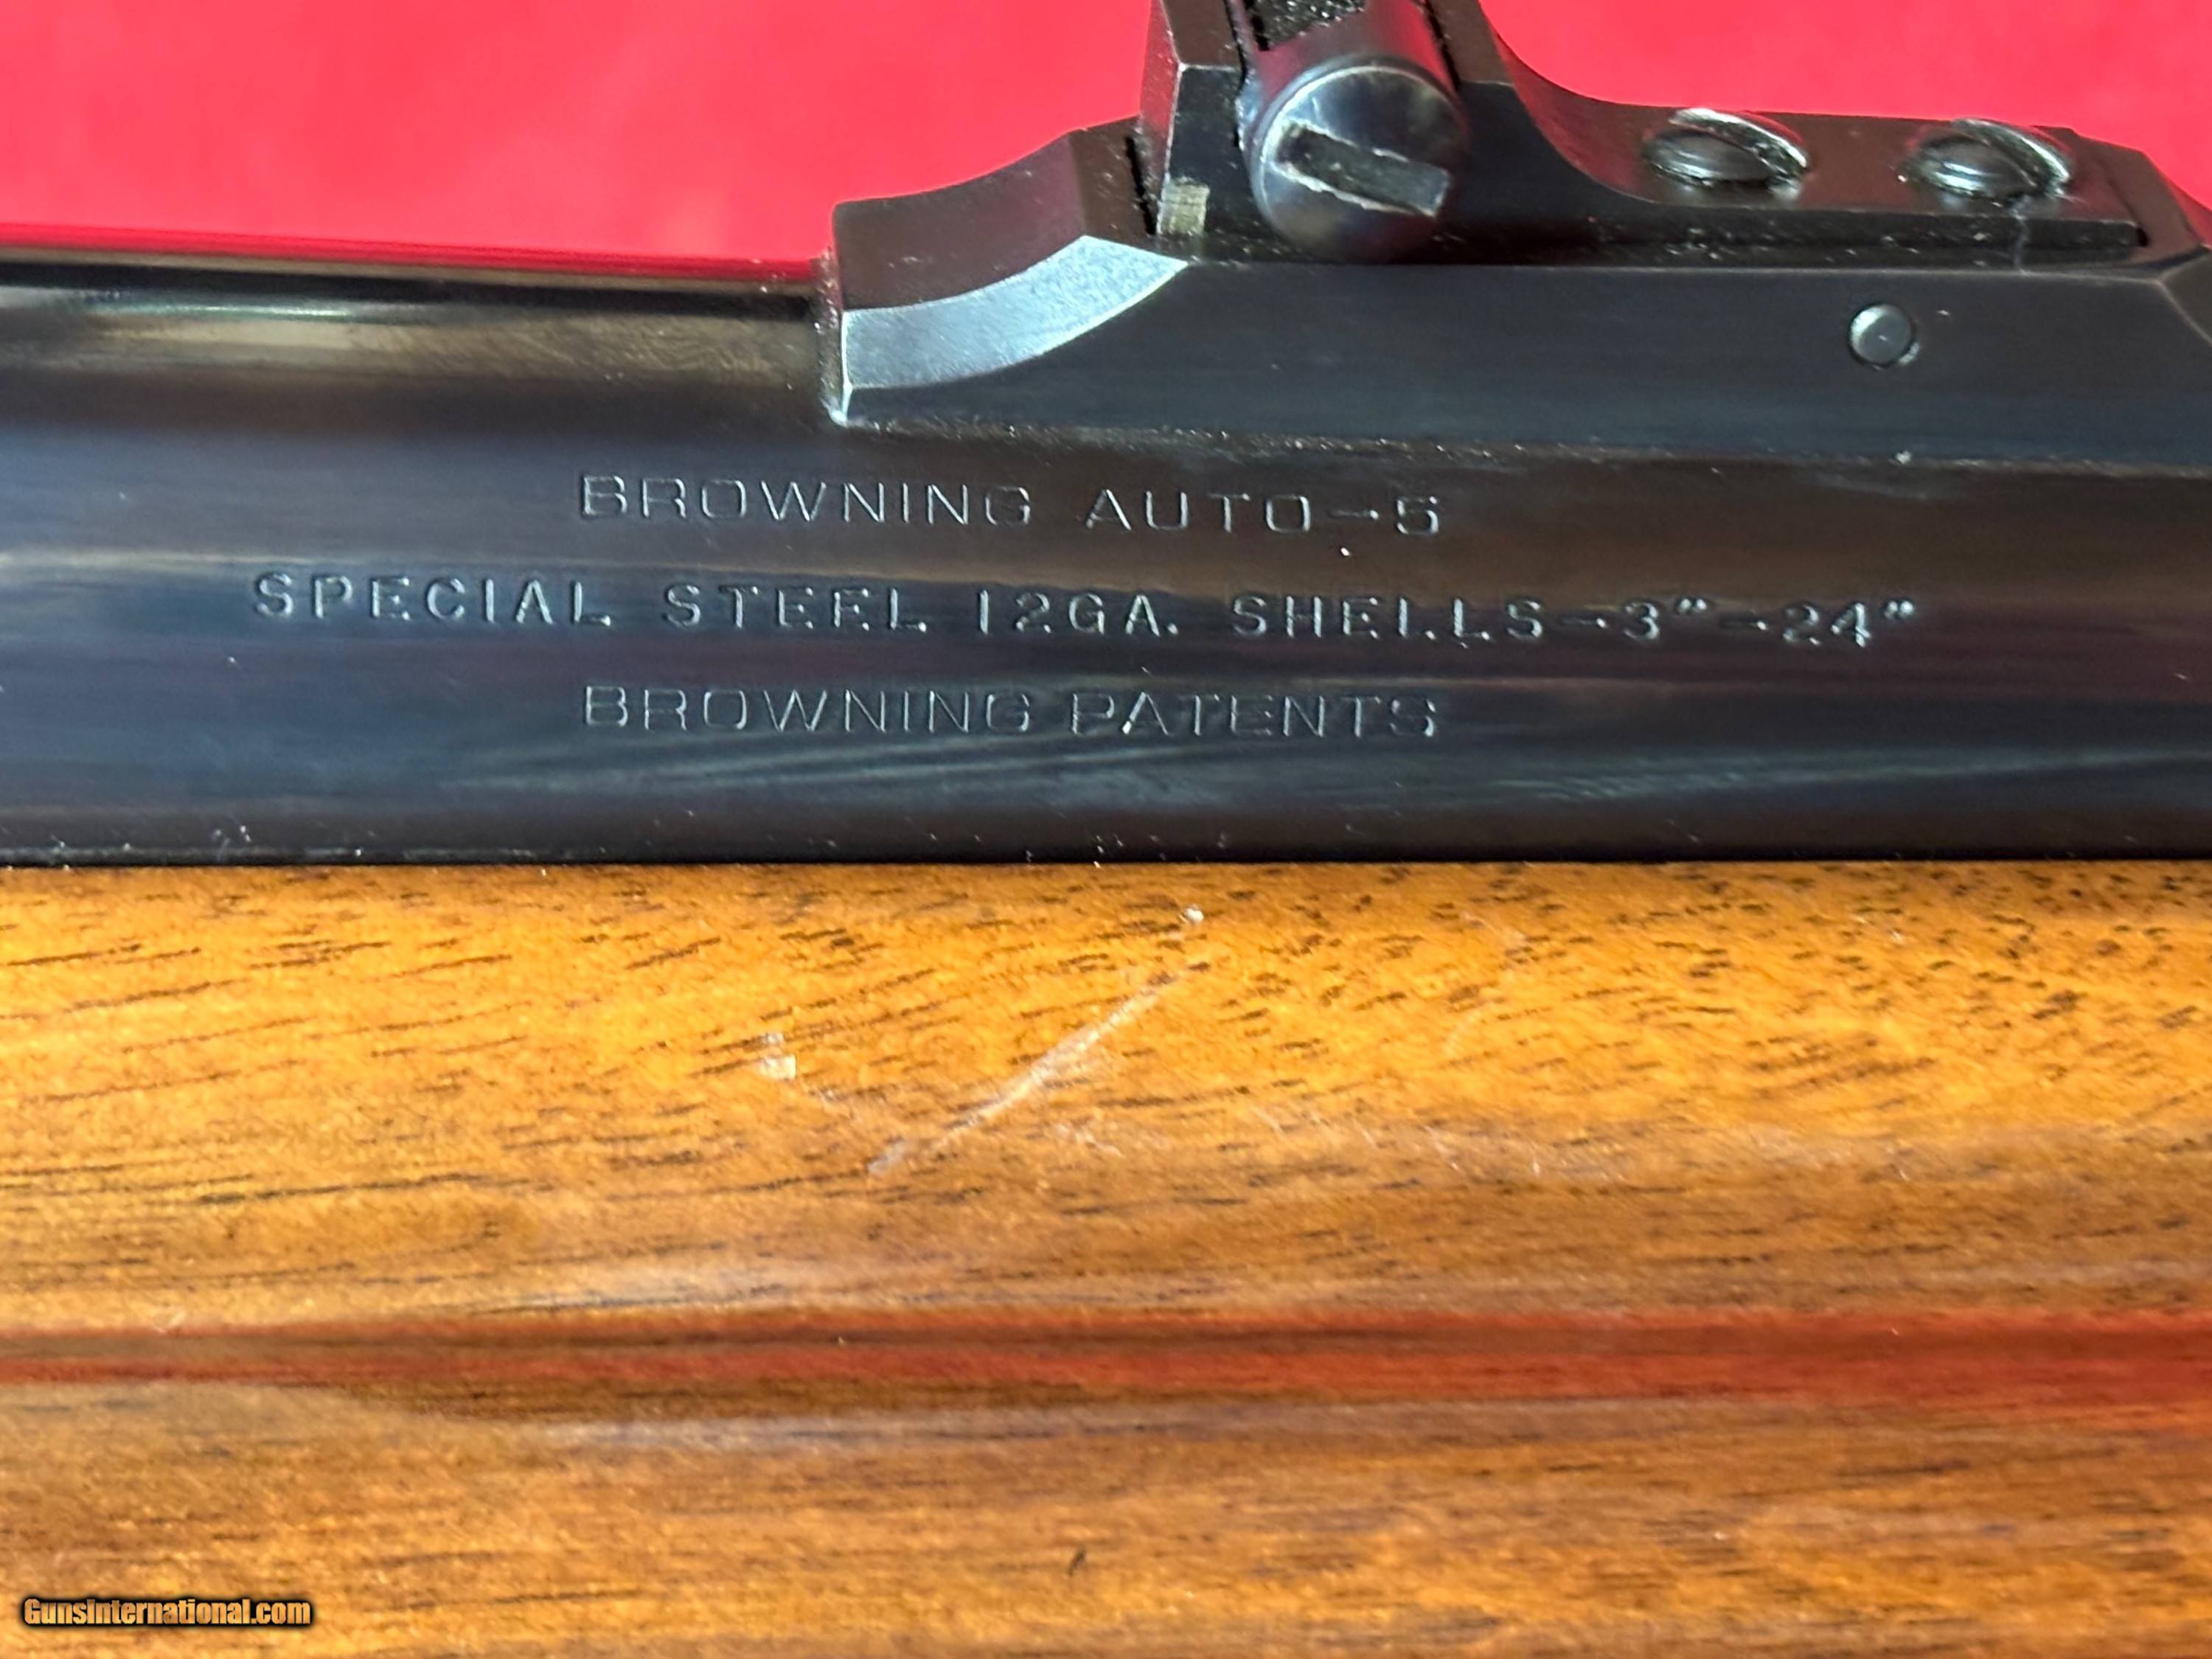 BROWNING AUTO-5
SPECIAL STEEL 12GA. SHELLS-3"-24"
BROWNING PATENTS
GunsInternational.com